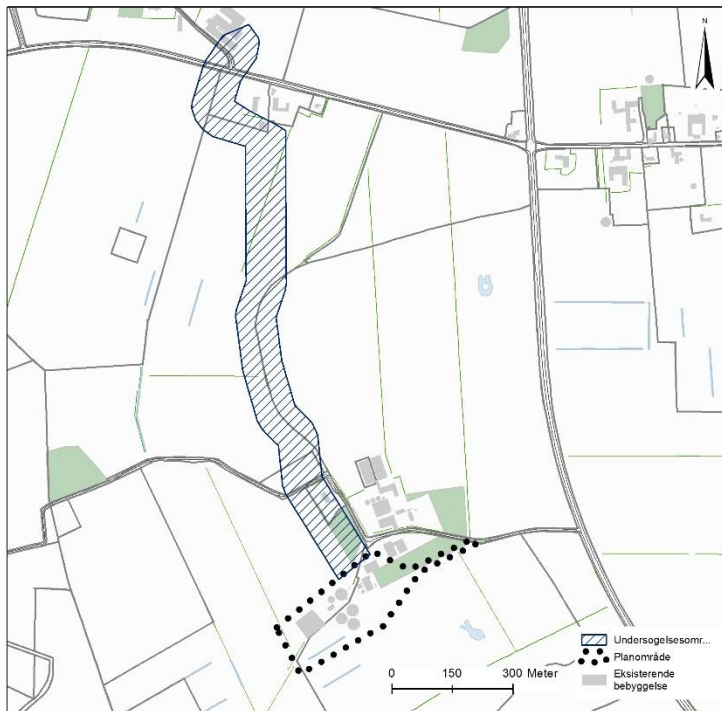 N
Undersøgelsesomr...
Planområde
Eksisterende
bebyggelse
0 150 300 Meter